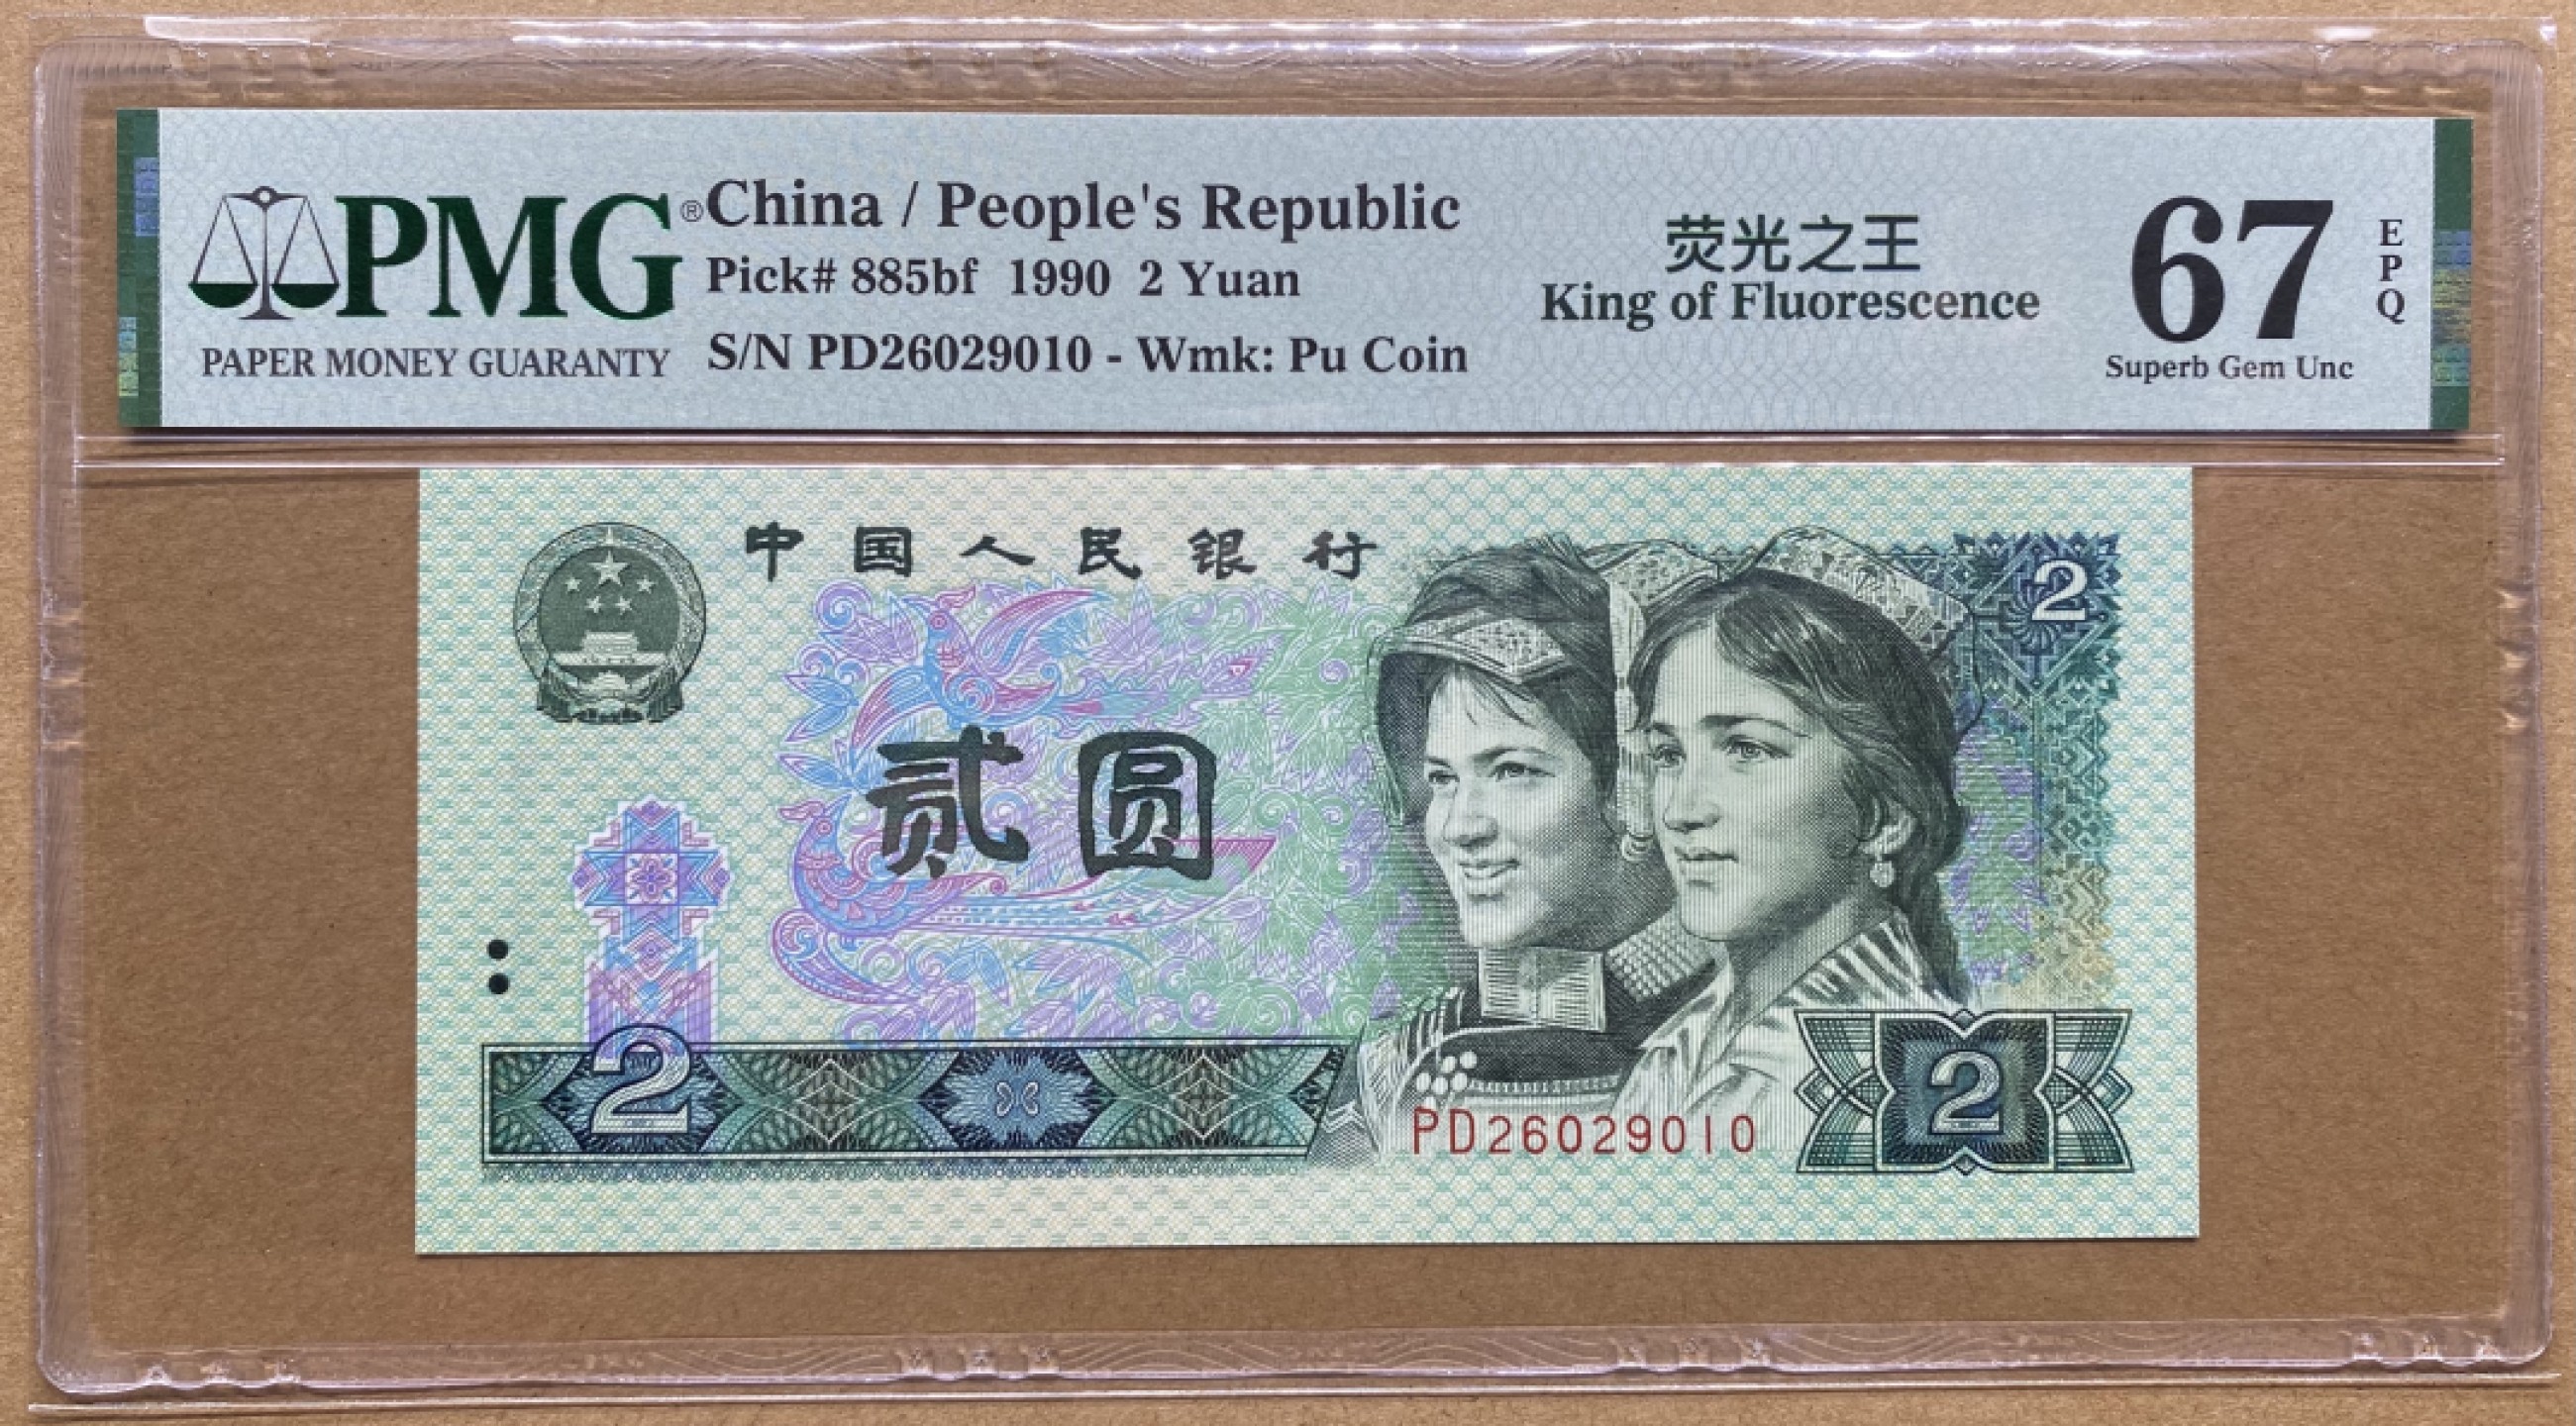 PMG®
PAPER MONEY GUARANTY
China / People's Republic
Pick# 885bf 1990 2 Yuan
S/N PD26029010 - Wmk: Pu Coin
荧光之王
King of Fluorescence
67
EPQ
Superb Gem Unc
中国人民银行
2
贰圆
2
PD26029010
2